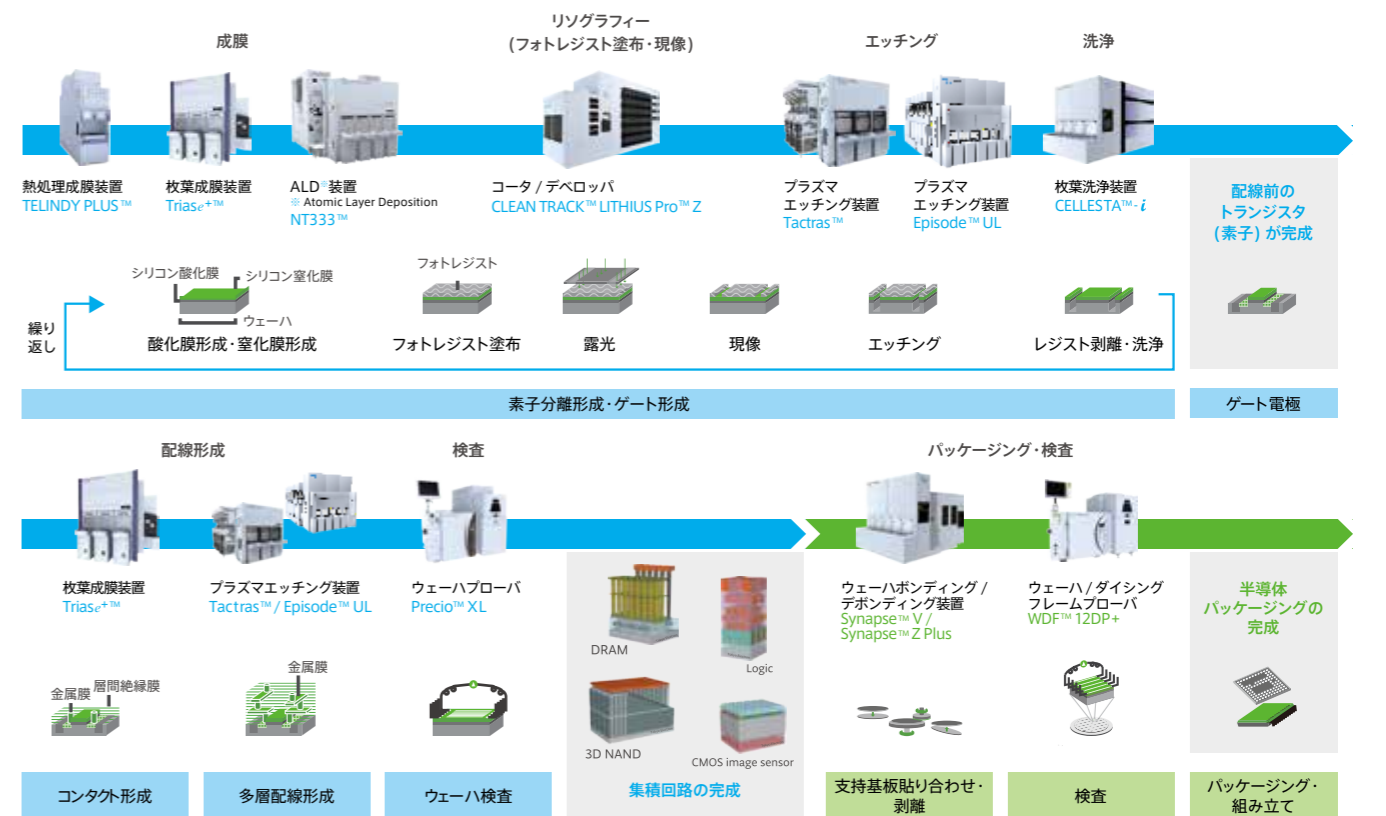 成膜
リソグラフィー
(フォトレジスト塗布・現像)
エッチング
洗浄
熱処理成膜装置
TELINDY PLUS™
枚葉成膜装置
Triase+™
ALD※装置
※ Atomic Layer Deposition
NT333™
コータ / デベロッパ
CLEAN TRACK™ LITHIUS Pro™ Z
プラズマ
エッチング装置
Tactras™
プラズマ
エッチング装置
Episode™ UL
枚葉洗浄装置
CELLESTA™-i
配線前の
トランジスタ
(素子) が完成
シリコン酸化膜
シリコン窒化膜
ウェーハ
フォトレジスト
繰り
返し
酸化膜形成・窒化膜形成
フォトレジスト塗布
露光
現像
エッチング
レジスト剥離・洗浄
素子分離形成・ゲート形成
ゲート電極
配線形成
検査
パッケージング・検査
枚葉成膜装置
Triase+™
プラズマエッチング装置
Tactras™ / Episode™ UL
ウェーハプローバ
Precio™ XL
DRAM
Logic
3D NAND
CMOS image sensor
集積回路の完成
ウェーハボンディング /
デボンディング装置
Synapse™ V /
Synapse™ Z Plus
ウェーハ / ダイシング
フレームプローバ
WDF™ 12DP+
半導体
パッケージングの
完成
金属膜
層間絶縁膜
金属膜
コンタクト形成
多層配線形成
ウェーハ検査
支持基板貼り合わせ・
剥離
検査
パッケージング・
組み立て